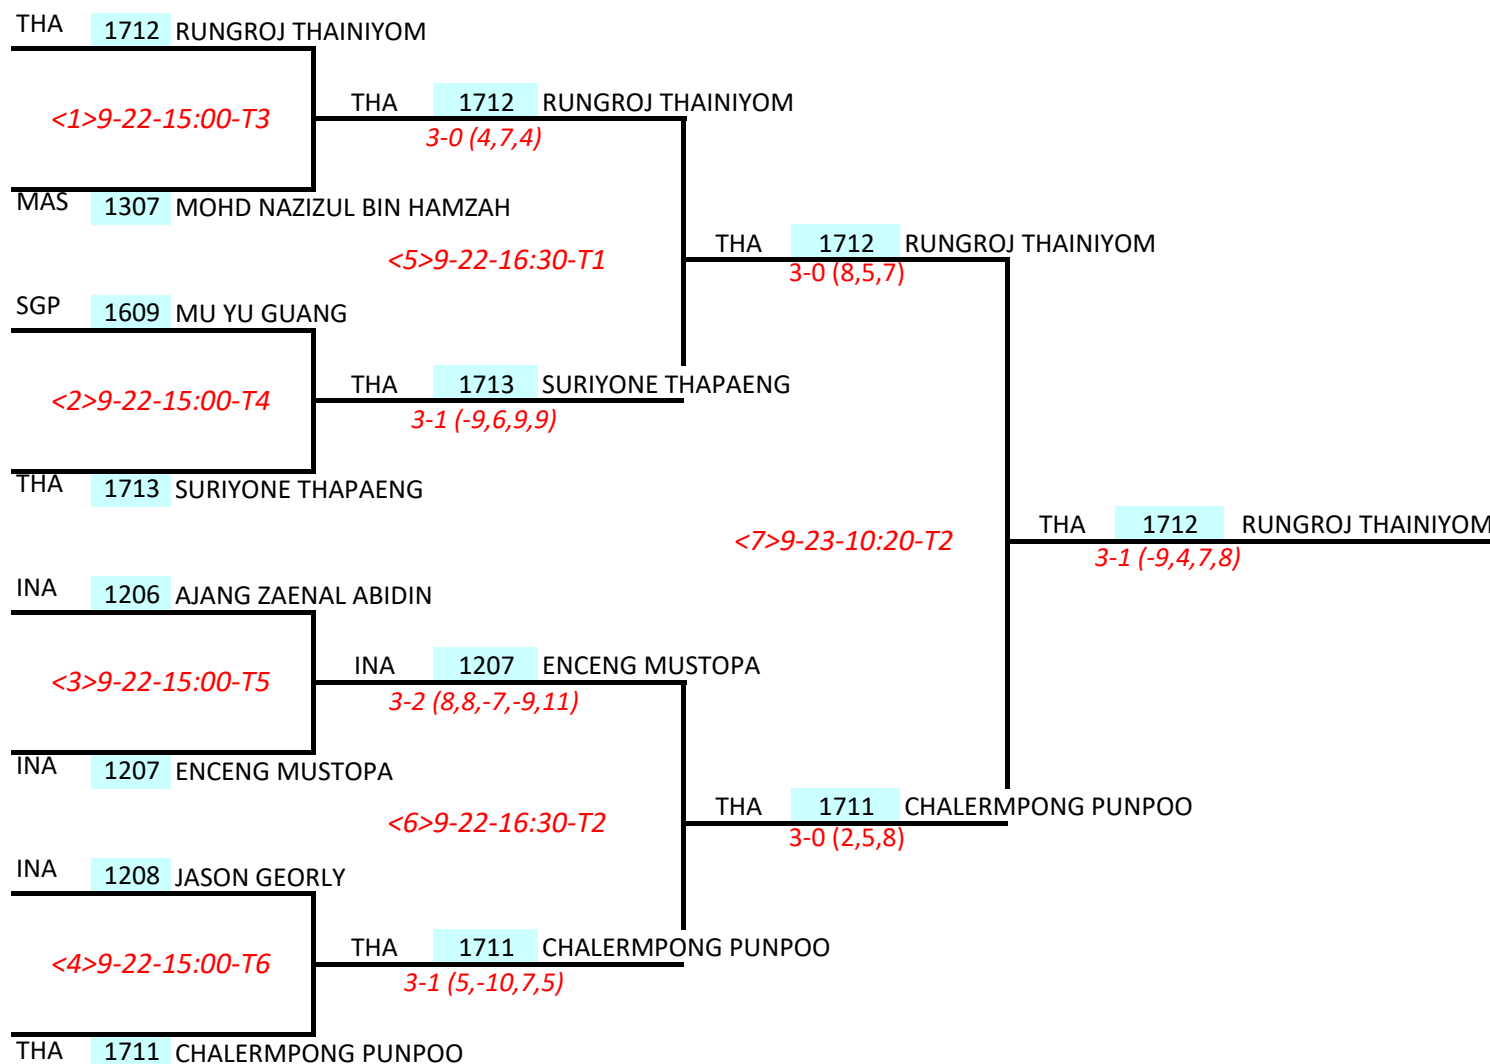 THA 1712 RUNGROJ THAINIYOM
<1>9-22-15:00-T3
THA 1712 RUNGROJ THAINIYOM
3-0 (4,7,4)
MAS 1307 MOHD NAZIZUL BIN HAMZAH
<5>9-22-16:30-T1
THA 1712 RUNGROJ THAINIYOM
3-0 (8,5,7)
SGP 1609 MU YU GUANG
<2>9-22-15:00-T4
THA 1713 SURIYONE THAPAENG
3-1 (-9,6,9,9)
THA 1713 SURIYONE THAPAENG
<7>9-23-10:20-T2
THA 1712 RUNGROJ THAINIYOM
3-1 (-9,4,7,8)
INA 1206 AJANG ZAENAL ABIDIN
<3>9-22-15:00-T5
INA 1207 ENCENG MUSTOPA
3-2 (8,8,-7,-9,11)
INA 1207 ENCENG MUSTOPA
<6>9-22-16:30-T2
THA 1711 CHALERMPONG PUNPOO
3-0 (2,5,8)
INA 1208 JASON GEORLY
<4>9-22-15:00-T6
THA 1711 CHALERMPONG PUNPOO
3-1 (5,-10,7,5)
THA 1711 CHALERMPONG PUNPOO